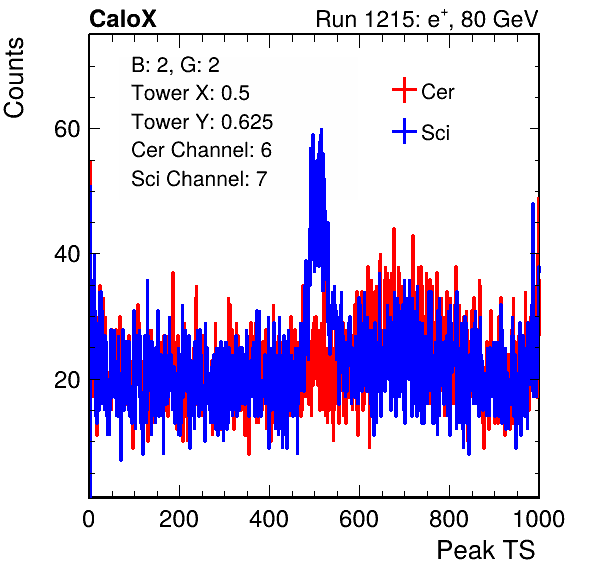 CaloX
Run 1215: e+, 80 GeV
Counts
B: 2, G: 2
Tower X: 0.5
Tower Y: 0.625
Cer Channel: 6
Sci Channel: 7
Cer
Sci
60
40
20
0 200 400 600 800 1000
Peak TS